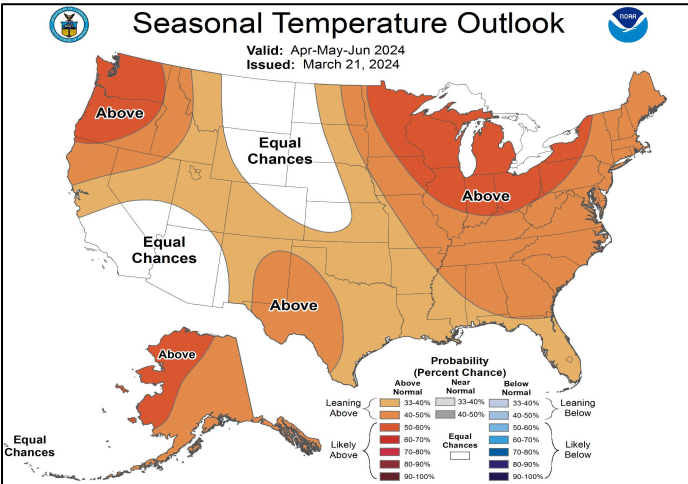 Seasonal Temperature Outlook
NOAA
Valid: Apr-May-Jun 2024
Issued: March 21, 2024
Above
Equal
Chances
Above
Equal
Chances
Above
Above
Equal
Chances
Probability
(Percent Chance)
Above
Normal
Near
Normal
Below
Normal
Leaning
Above
33-40%
40-50%
33-40%
40-50%
33-40%
40-50%
Leaning
Below
Likely
Above
50-60%
60-70%
70-80%
80-90%
90-100%
Equal
Chances
50-60%
60-70%
70-80%
80-90%
90-100%
Likely
Below